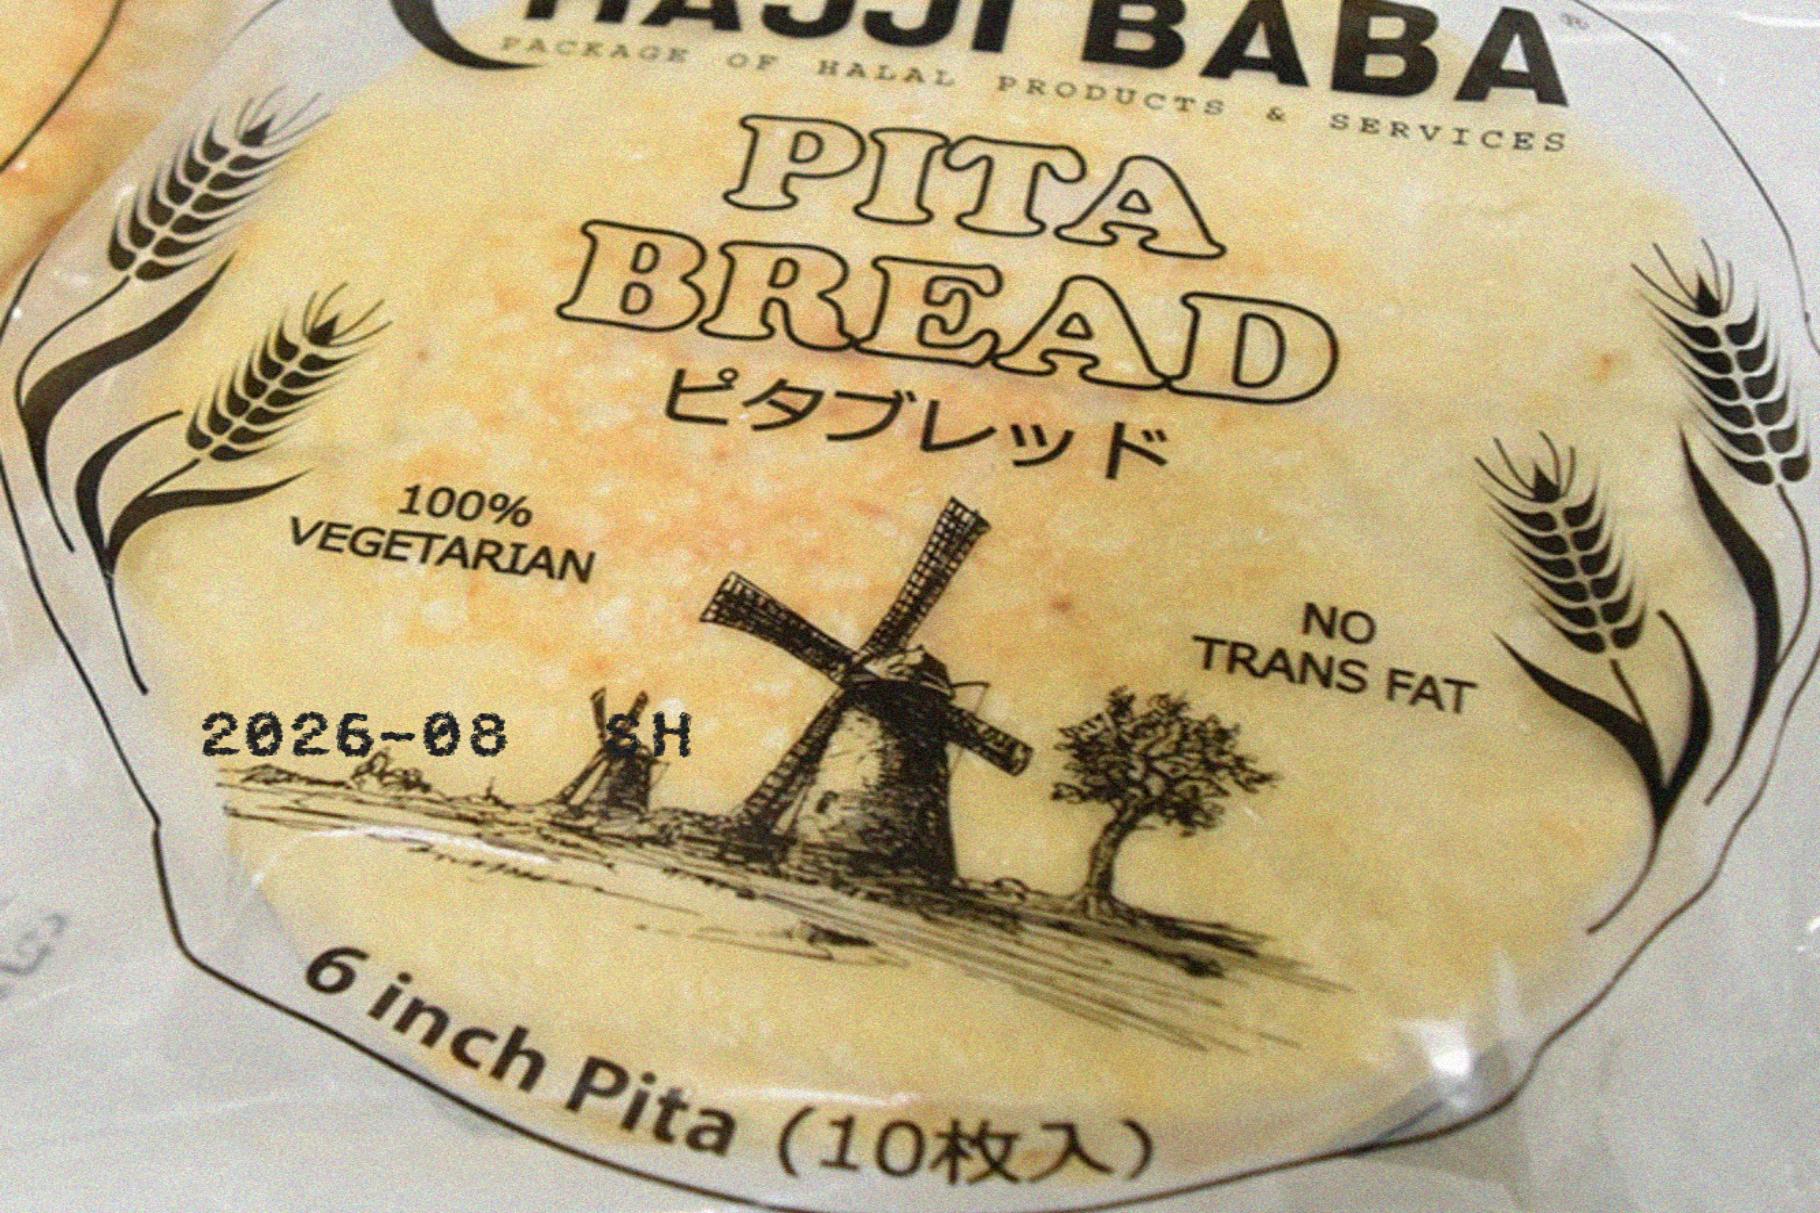 HAJJI BABA
PACKAGE OF HALAL PRODUCTS & SERVICES
PITA
BREAD
ピタブレッド
100%
VEGETARIAN
NO
TRANS FAT
2026-08 SH
6 inch Pita (10枚入)